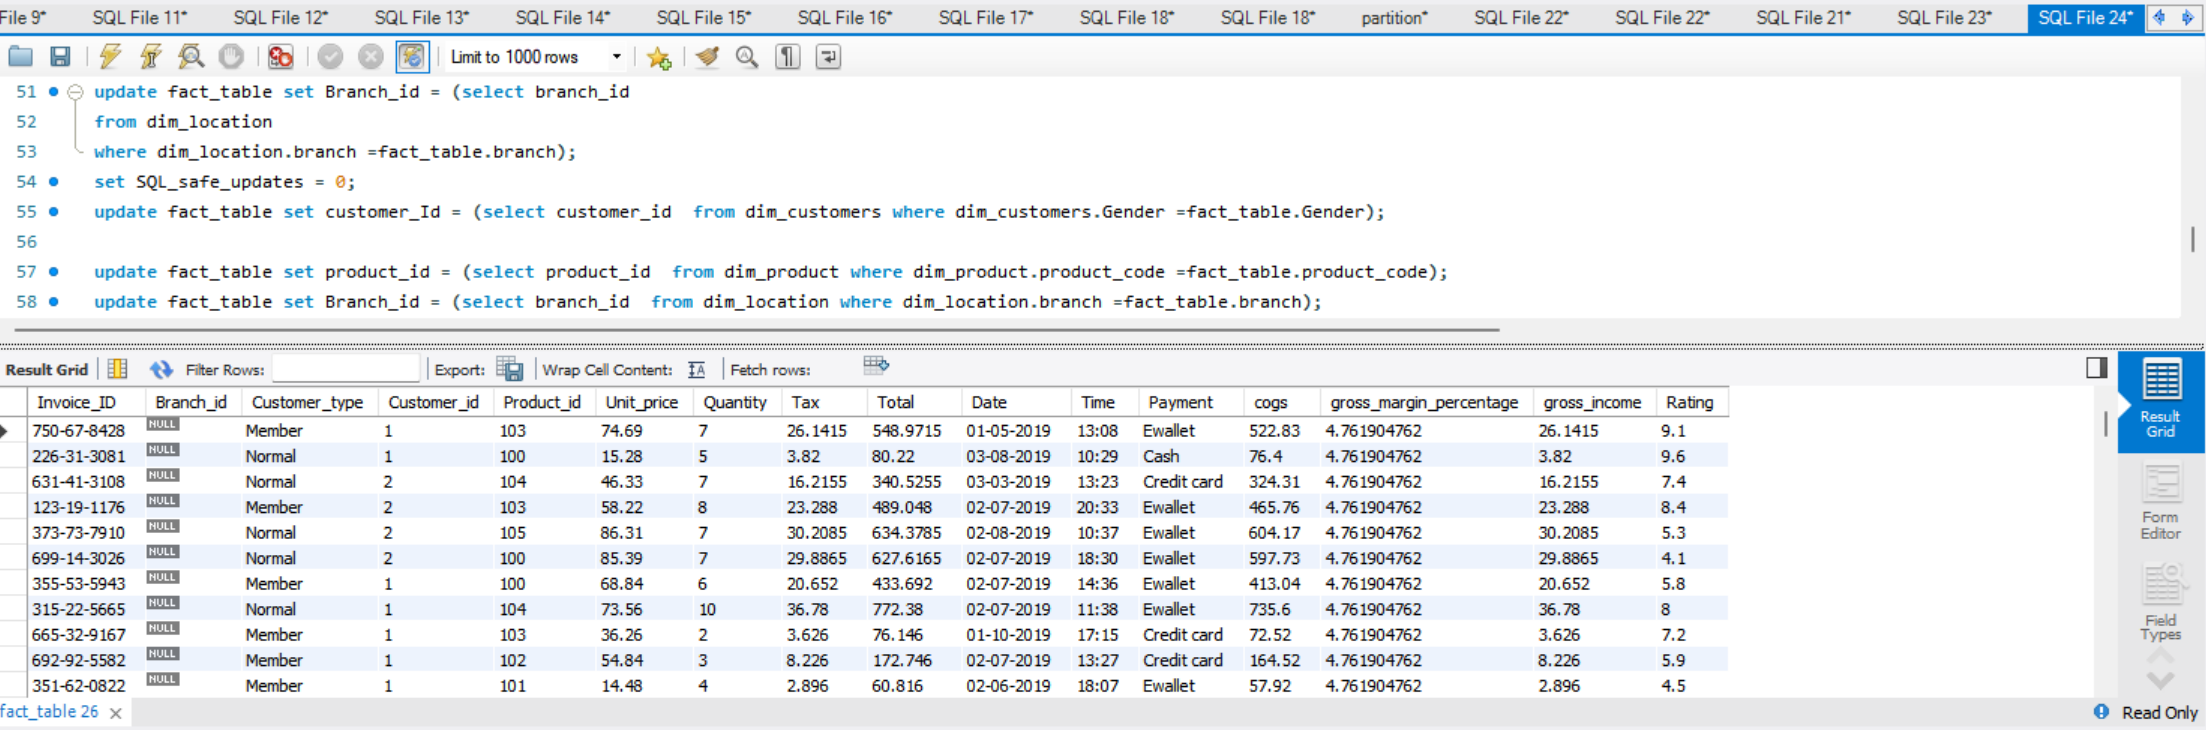 File 9* SQL File 11* SQL File 12* SQL File 13* SQL File 14* SQL File 15* SQL File 16* SQL File 17* SQL File 18* SQL File 18* partition* SQL File 22* SQL File 22* SQL File 21* SQL File 23* SQL File 24*
Limit to 1000 rows
51 update fact_table set Branch_id = (select branch_id
52 from dim_location
53 where dim_location.branch =fact_table.branch);
54 set SQL_safe_updates = 0;
55 update fact_table set customer_Id = (select customer_id from dim_customers where dim_customers.Gender =fact_table.Gender);
56
57 update fact_table set product_id = (select product_id from dim_product where dim_product.product_code =fact_table.product_code);
58 update fact_table set Branch_id = (select branch_id from dim_location where dim_location.branch =fact_table.branch);
Result Grid Filter Rows: Export: Wrap Cell Content: Fetch rows:
Invoice_ID Branch_id Customer_type Customer_id Product_id Unit_price Quantity Tax Total Date Time Payment cogs gross_margin_percentage gross_income Rating
750-67-8428 NULL Member 1 103 74.69 7 26.1415 548.9715 01-05-2019 13:08 Ewallet 522.83 4.761904762 26.1415 9.1
226-31-3081 NULL Normal 1 100 15.28 5 3.82 80.22 03-08-2019 10:29 Cash 76.4 4.761904762 3.82 9.6
631-41-3108 NULL Normal 2 104 46.33 7 16.2155 340.5255 03-03-2019 13:23 Credit card 324.31 4.761904762 16.2155 7.4
123-19-1176 NULL Member 2 103 58.22 8 23.288 489.048 02-07-2019 20:33 Ewallet 465.76 4.761904762 23.288 8.4
373-73-7910 NULL Normal 2 105 86.31 7 30.2085 634.3785 02-08-2019 10:37 Ewallet 604.17 4.761904762 30.2085 5.3
699-14-3026 NULL Normal 2 100 85.39 7 29.8865 627.6165 02-07-2019 18:30 Ewallet 597.73 4.761904762 29.8865 4.1
355-53-5943 NULL Member 1 100 68.84 6 20.652 433.692 02-07-2019 14:36 Ewallet 413.04 4.761904762 20.652 5.8
315-22-5665 NULL Normal 1 104 73.56 10 36.78 772.38 02-07-2019 11:38 Ewallet 735.6 4.761904762 36.78 8
665-32-9167 NULL Member 1 103 36.26 2 3.626 76.146 01-10-2019 17:15 Credit card 72.52 4.761904762 3.626 7.2
692-92-5582 NULL Member 1 102 54.84 3 8.226 172.746 02-07-2019 13:27 Credit card 164.52 4.761904762 8.226 5.9
351-62-0822 NULL Member 1 101 14.48 4 2.896 60.816 02-06-2019 18:07 Ewallet 57.92 4.761904762 2.896 4.5
Result
Grid
Form
Editor
Field
Types
fact_table 26
Read Only